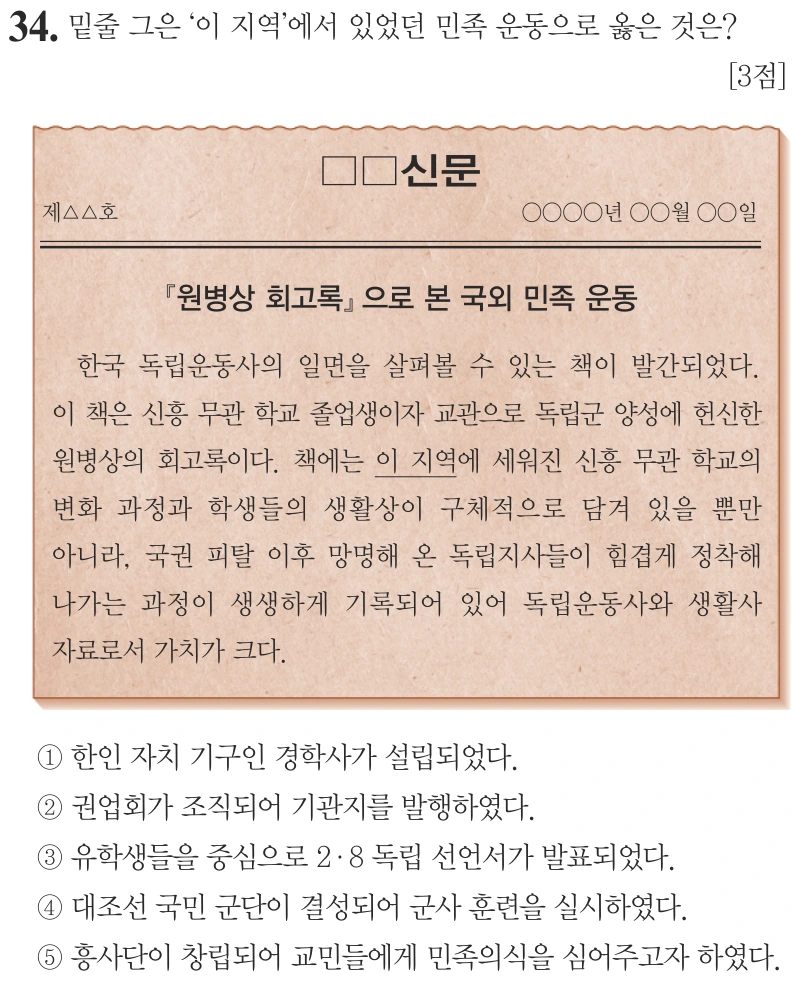 34. 밑줄 그은 ‘이 지역’에서 있었던 민족 운동으로 옳은 것은?
[3점]
□□신문
제△△호 ○○○○년 ○○월 ○○일
『원병상 회고록』으로 본 국외 민족 운동
한국 독립운동사의 일면을 살펴볼 수 있는 책이 발간되었다.
이 책은 신흥 무관 학교 졸업생이자 교관으로 독립군 양성에 헌신한
원병상의 회고록이다. 책에는 이 지역에 세워진 신흥 무관 학교의
변화 과정과 학생들의 생활상이 구체적으로 담겨 있을 뿐만
아니라, 국권 피탈 이후 망명해 온 독립지사들이 힘겹게 정착해
나가는 과정이 생생하게 기록되어 있어 독립운동사와 생활사
자료로서 가치가 크다.
① 한인 자치 기구인 경학사가 설립되었다.
② 권업회가 조직되어 기관지를 발행하였다.
③ 유학생들을 중심으로 2·8 독립 선언서가 발표되었다.
④ 대조선 국민 군단이 결성되어 군사 훈련을 실시하였다.
⑤ 흥사단이 창립되어 교민들에게 민족의식을 심어주고자 하였다.